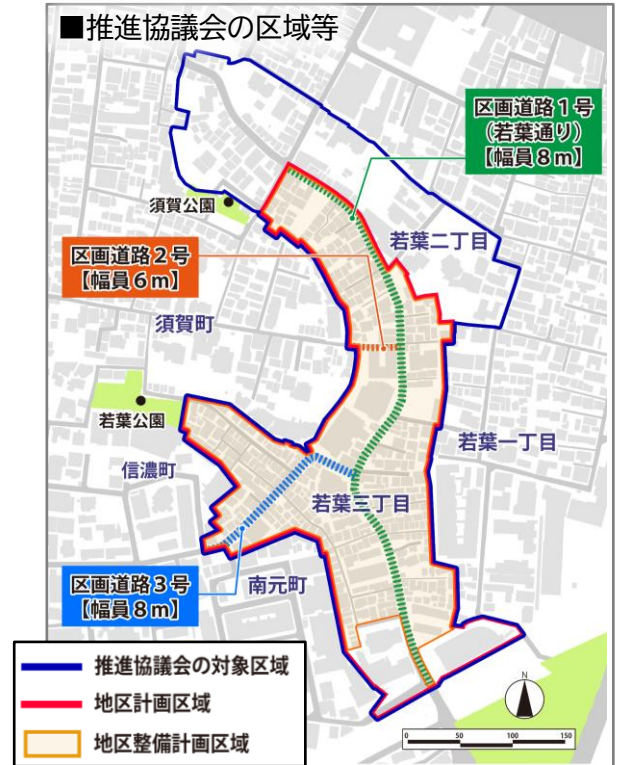 ■推進協議会の区域等
区画道路１号
(若葉通り)
【幅員８ｍ】
須賀公園
若葉二丁目
区画道路２号
【幅員６ｍ】
須賀町
若葉公園
若葉一丁目
信濃町
若葉三丁目
区画道路３号
【幅員８ｍ】
南元町
推進協議会の対象区域
地区計画区域
地区整備計画区域
N
0 50 100 150